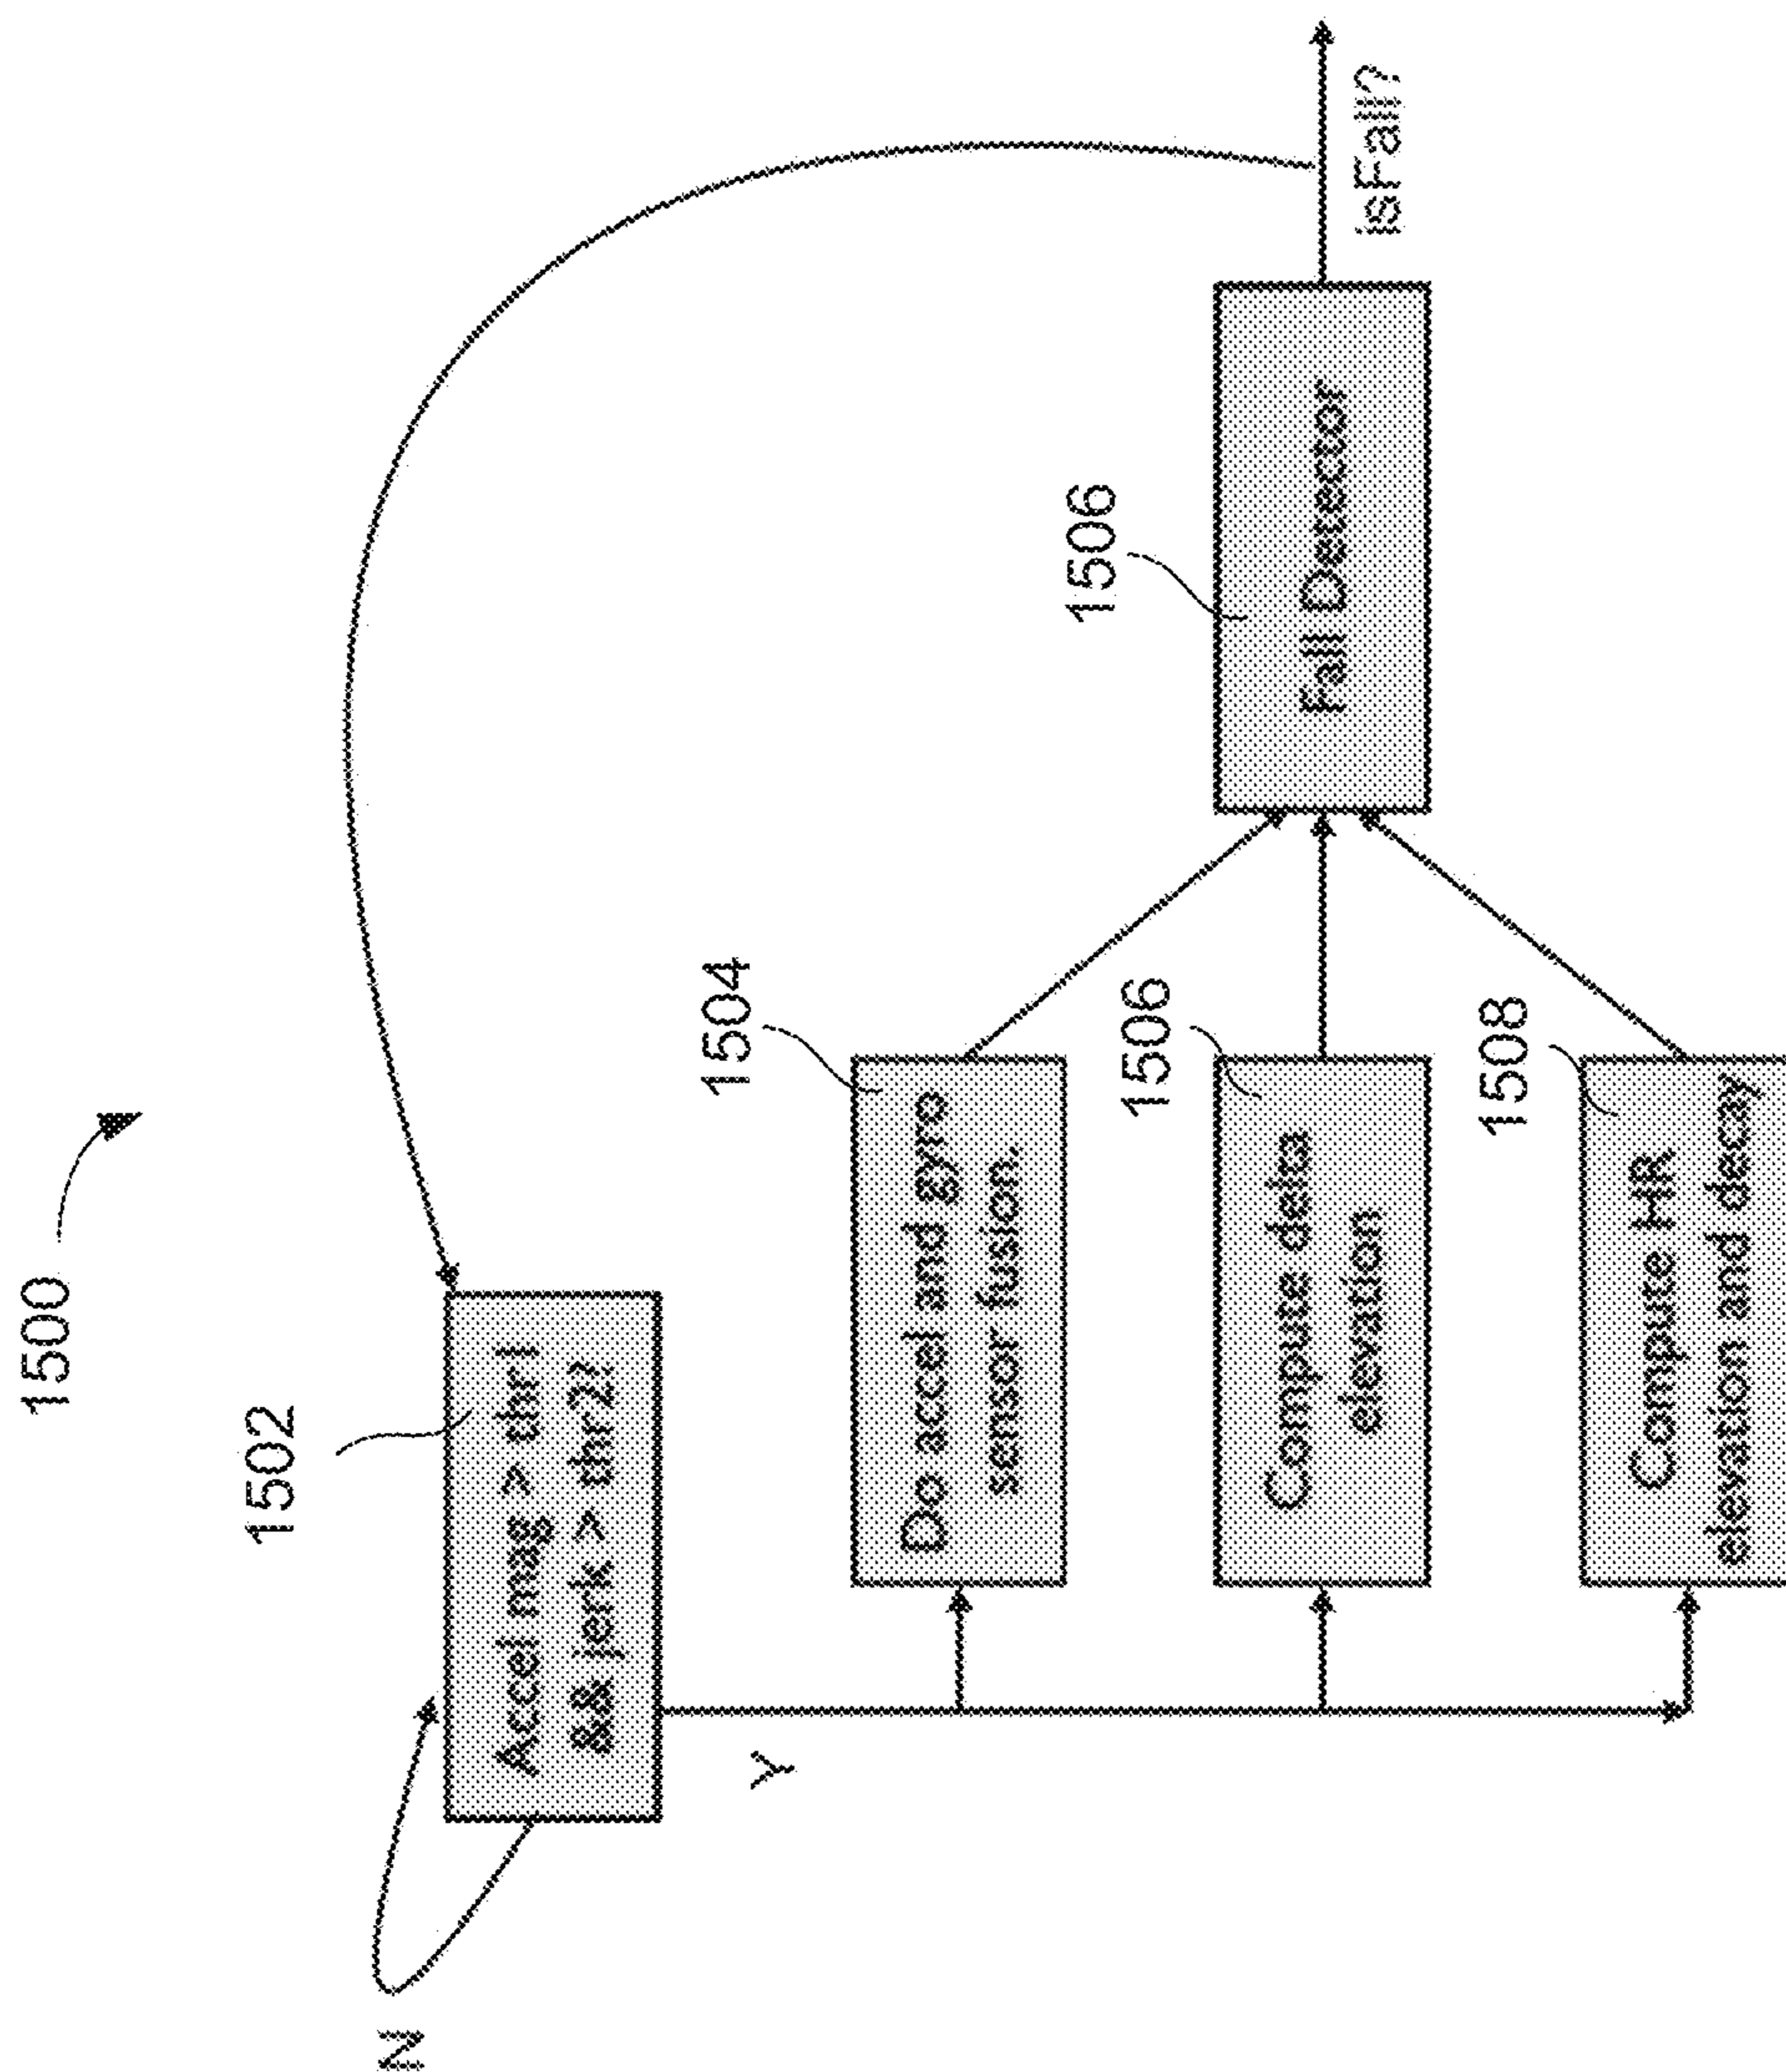 1500
1502
Accel mag > thr1
&& jerk > thr2?
N
Y
1504
Do accel and gyro
sensor fusion.
1506
Compute delta
elevation
1508
Compute HR
elevation and decay
1506
Fall Detector
isFall?